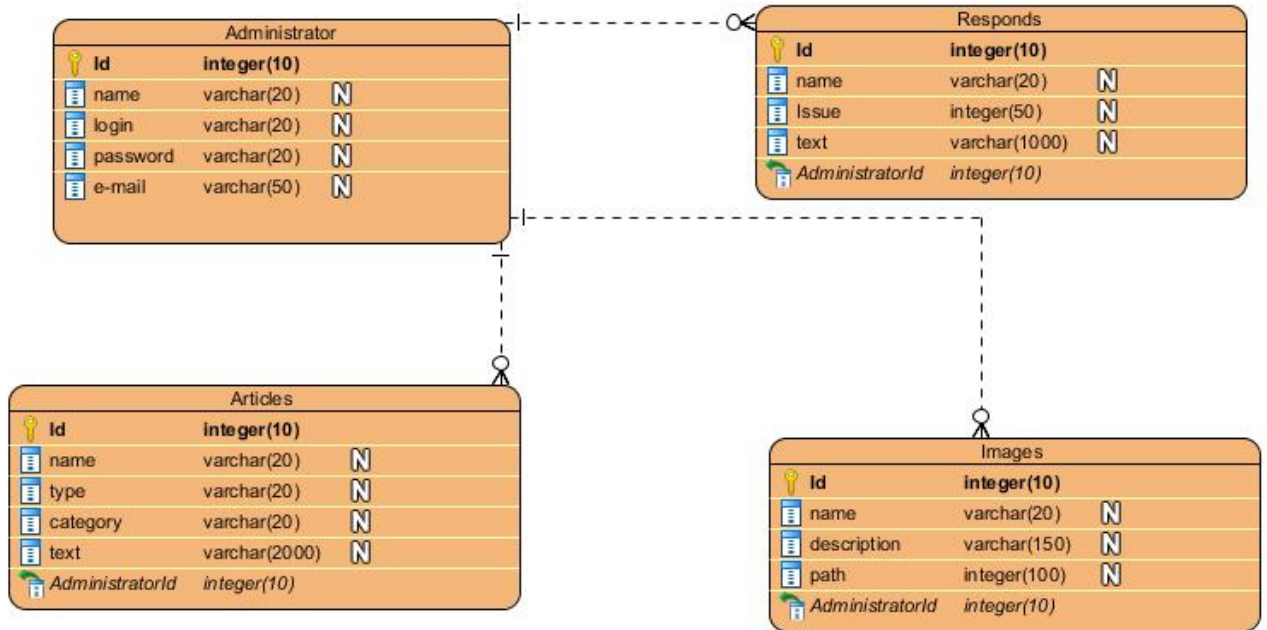 Administrator
Id integer(10)
name varchar(20) N
login varchar(20) N
password varchar(20) N
e-mail varchar(50) N
Responds
Id integer(10)
name varchar(20) N
Issue integer(50) N
text varchar(1000) N
AdministratorId integer(10)
Articles
Id integer(10)
name varchar(20) N
type varchar(20) N
category varchar(20) N
text varchar(2000) N
AdministratorId integer(10)
Images
Id integer(10)
name varchar(20) N
description varchar(150) N
path integer(100) N
AdministratorId integer(10)